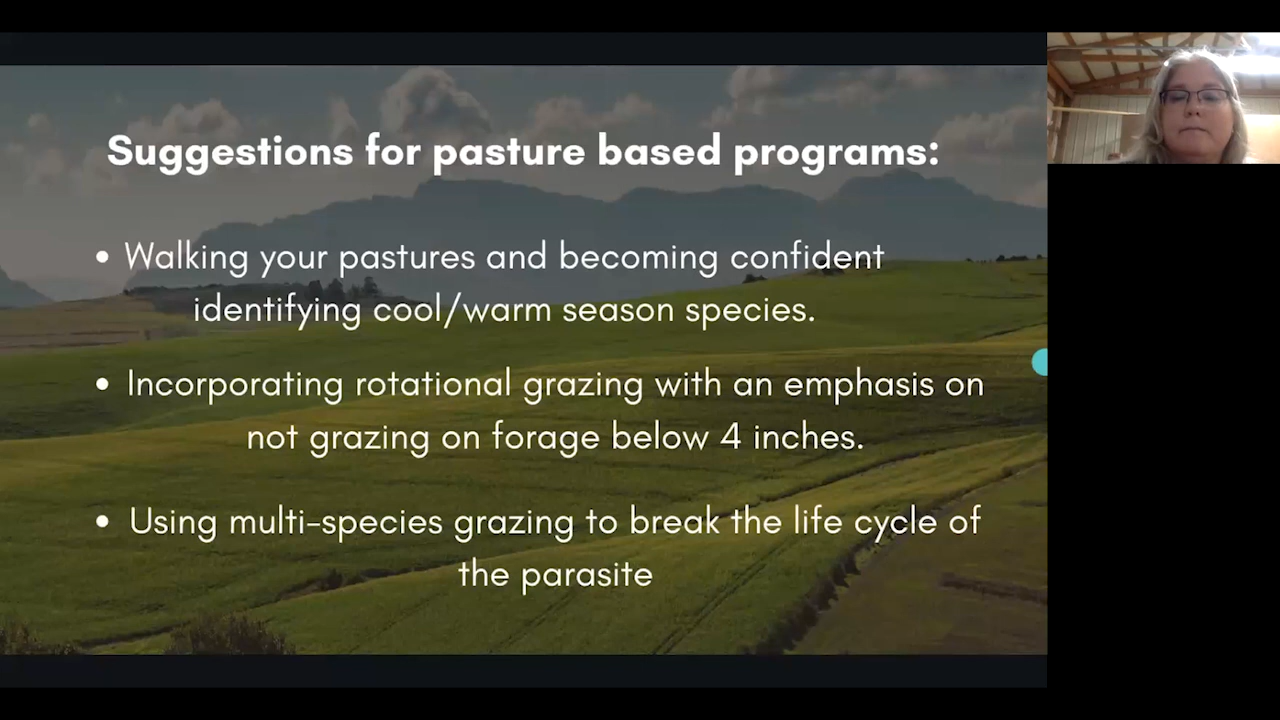 Suggestions for pasture based programs:
• Walking your pastures and becoming confident
identifying cool/warm season species.
• Incorporating rotational grazing with an emphasis on
not grazing on forage below 4 inches.
• Using multi-species grazing to break the life cycle of
the parasite